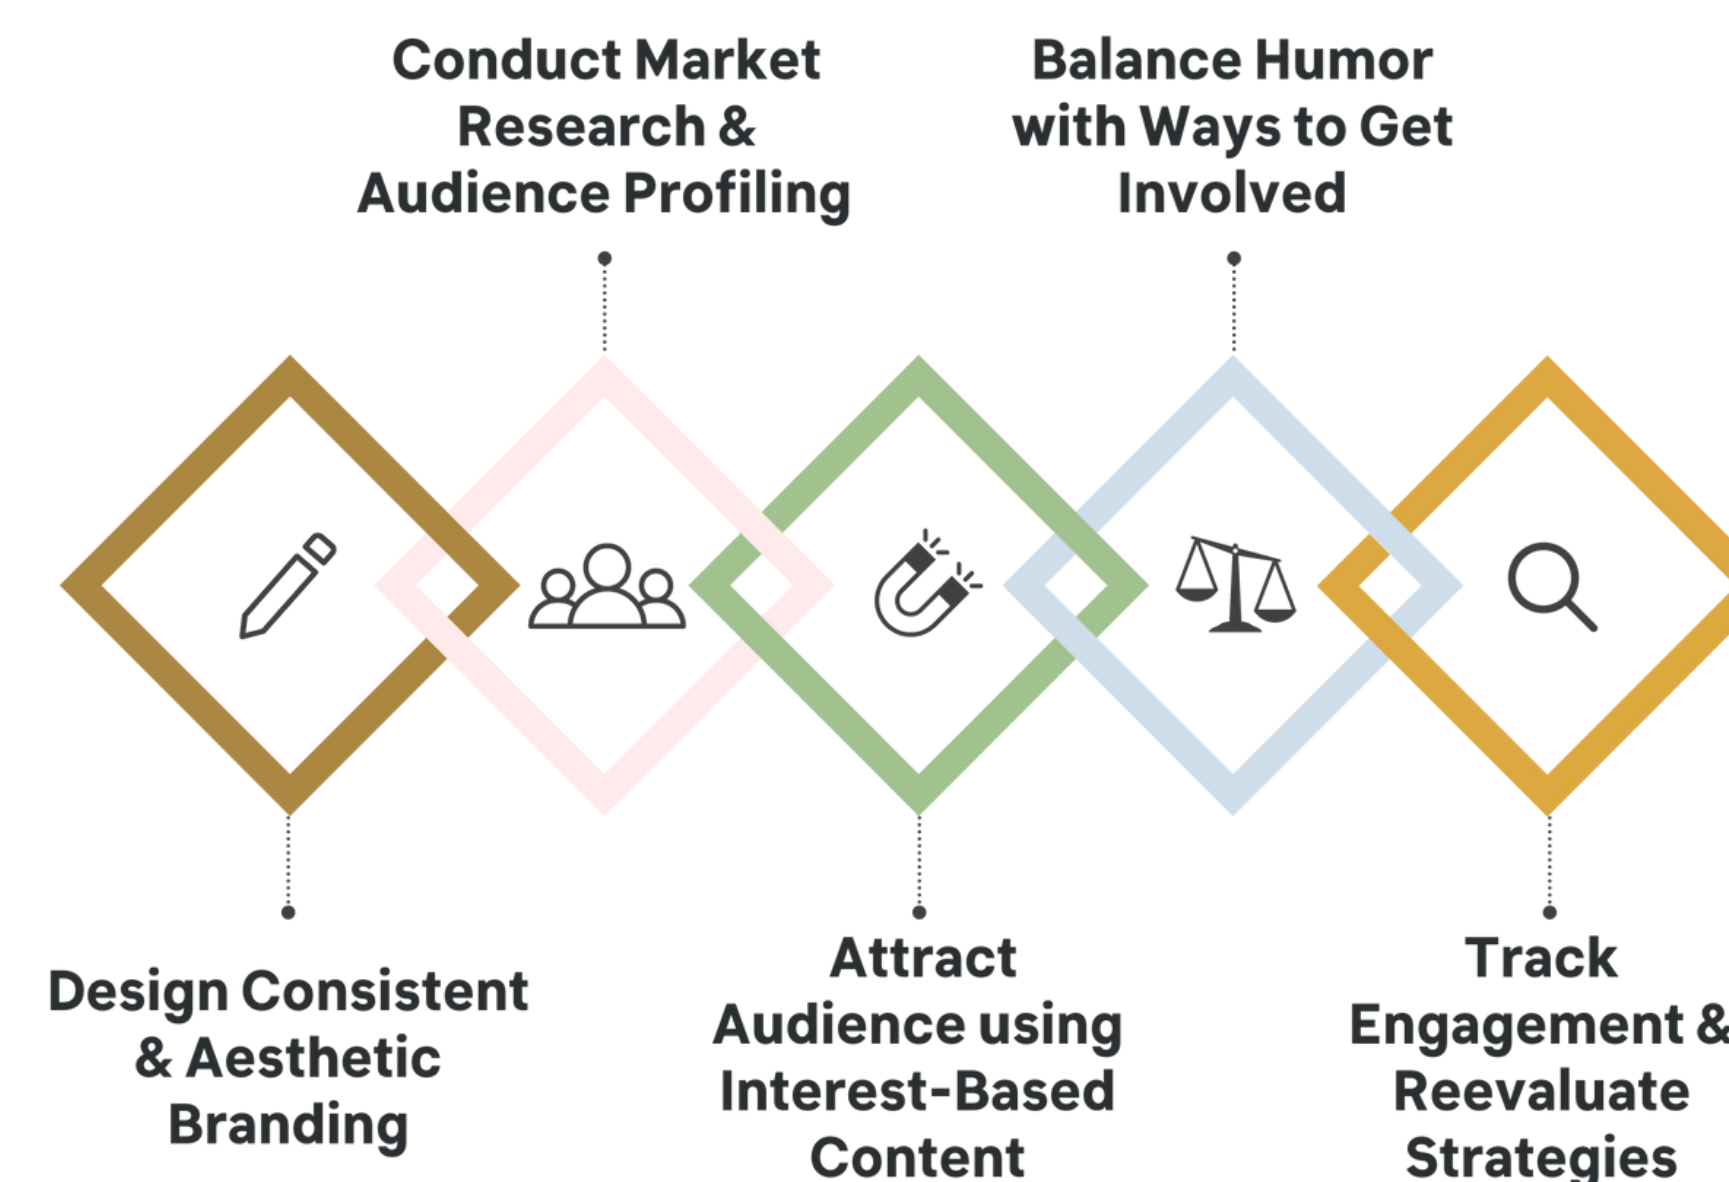 Conduct Market
Research &
Audience Profiling
Balance Humor
with Ways to Get
Involved
Design Consistent
& Aesthetic
Branding
Attract
Audience using
Interest-Based
Content
Track
Engagement &
Reevaluate
Strategies